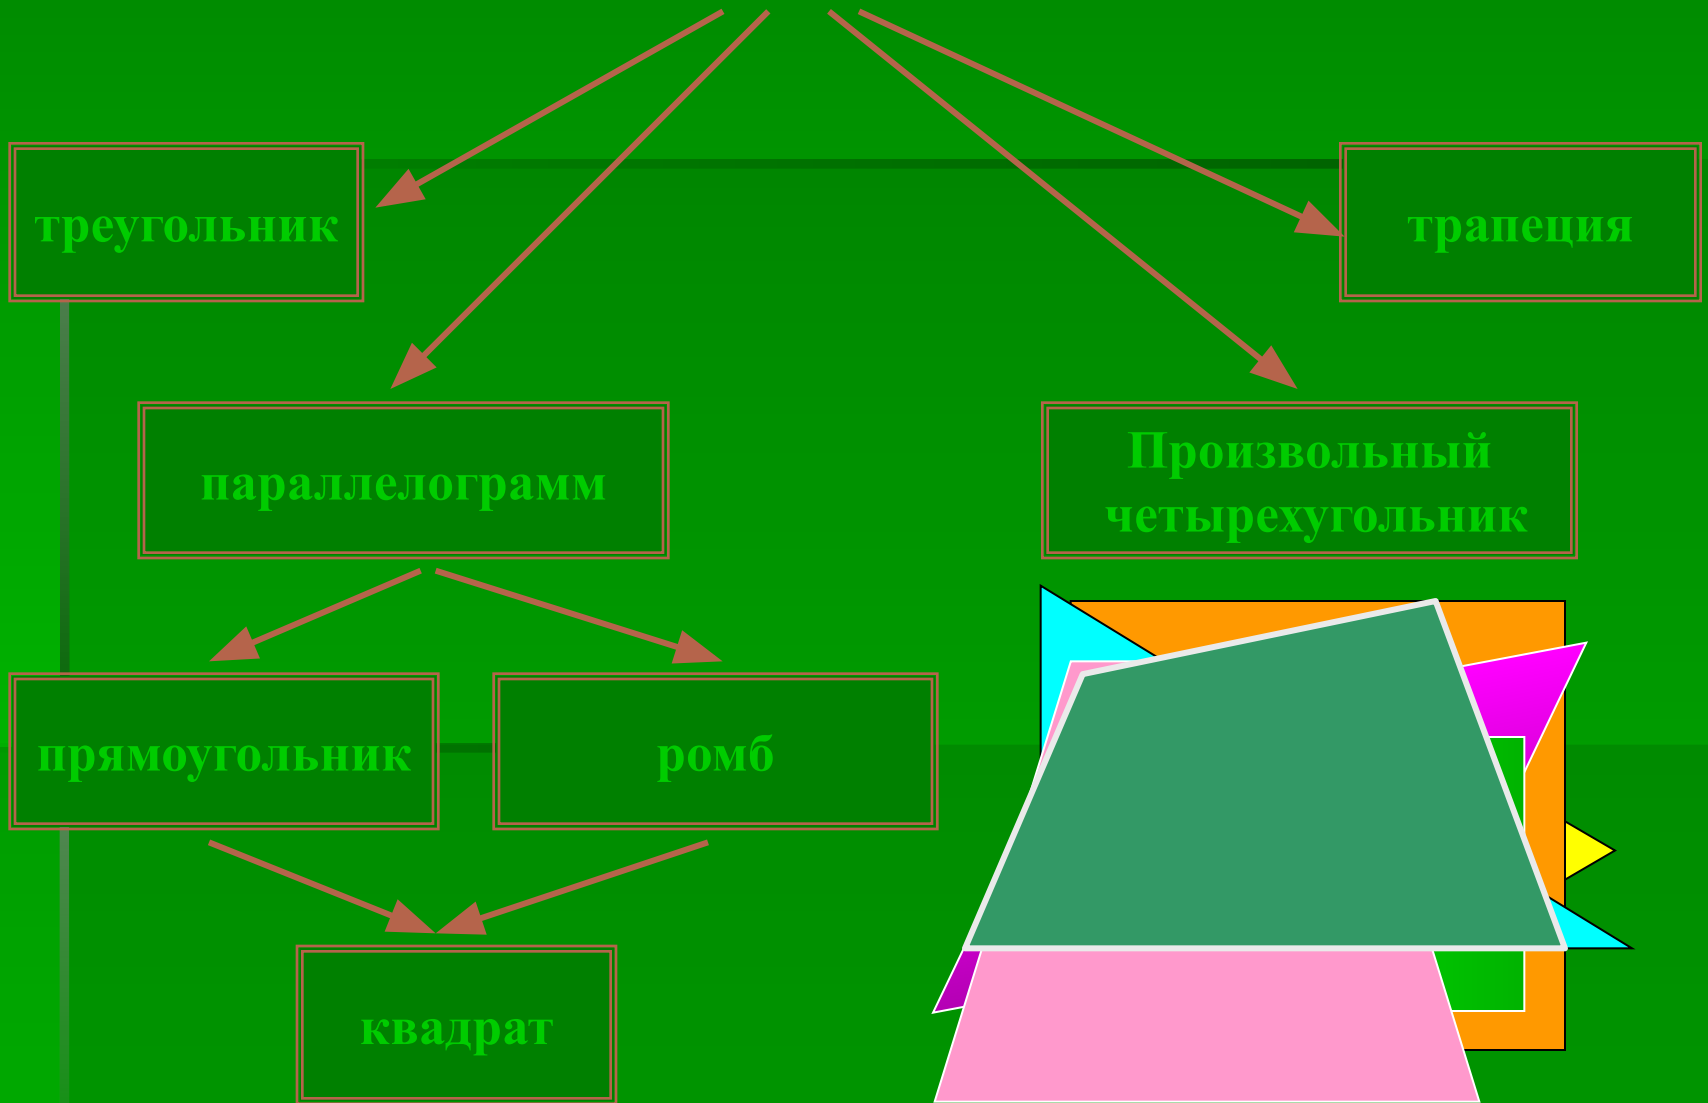 треугольник
трапеция
параллелограмм
Произвольный
четырехугольник
прямоугольник
ромб
квадрат